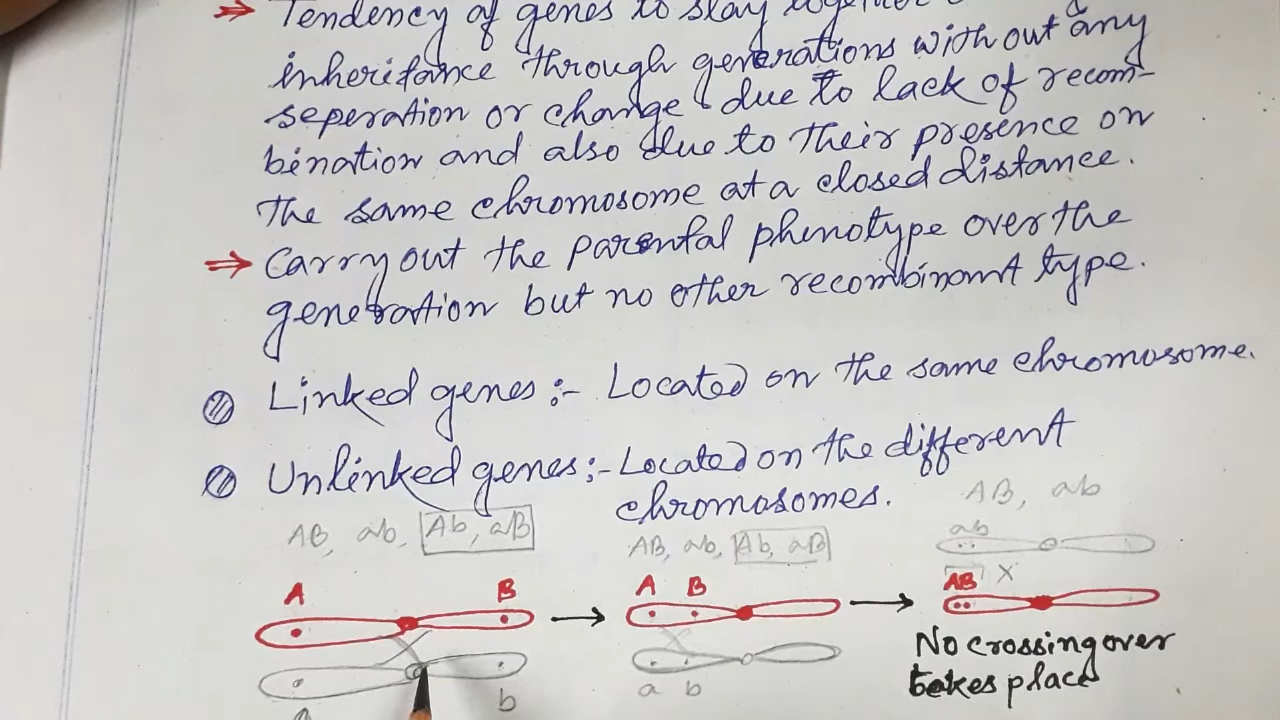 ⇒ Tendency of genes to stay together
inheritance through generations without any
seperation or change due to lack of recom-
bination and also due to their presence on
the same chromosome at a closed distance.
⇒ Carry out the parental phenotype over the
generation but no other recombinant type.
Linked genes:- Located on the same chromosome.
Unlinked genes:- Located on the different
chromosomes.
AB, ab, Ab, aB
AB, ab, Ab, aB
AB, ab
ab
A B
A B
AB X
b
a b
No crossing over
takes place